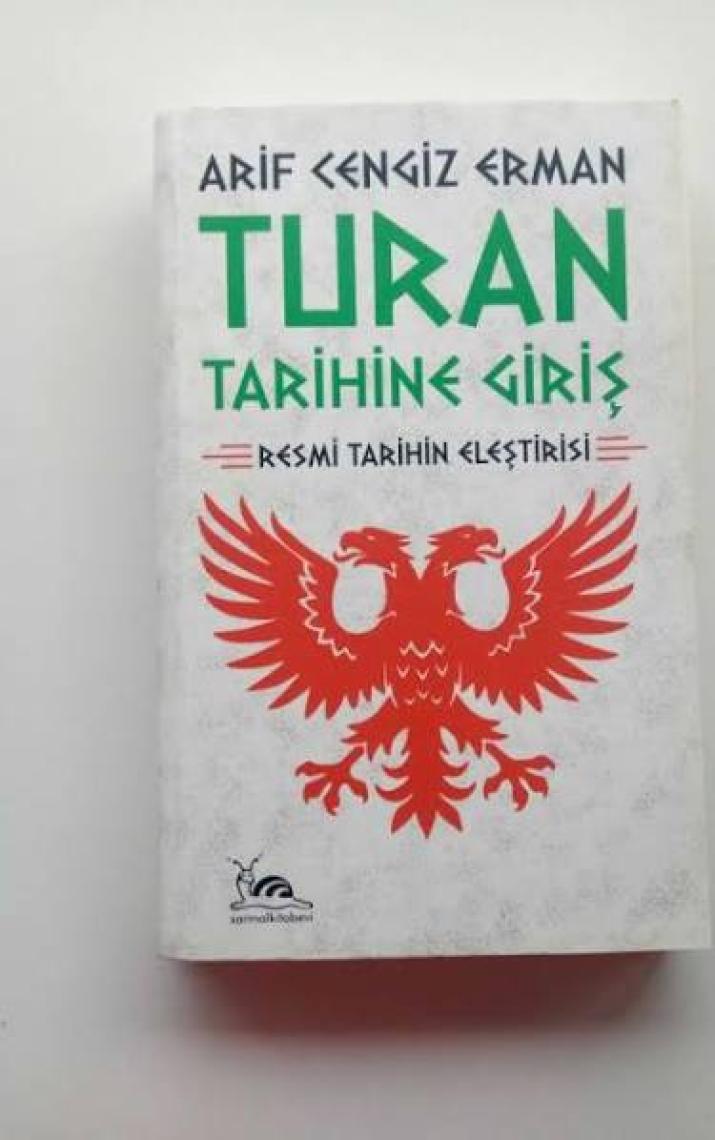 ARİF CENGİZ ERMAN
TURAN
TARİHİNE GİRİŞ
RESMİ TARİHİN ELEŞTİRİSİ
sarmalkitabevi